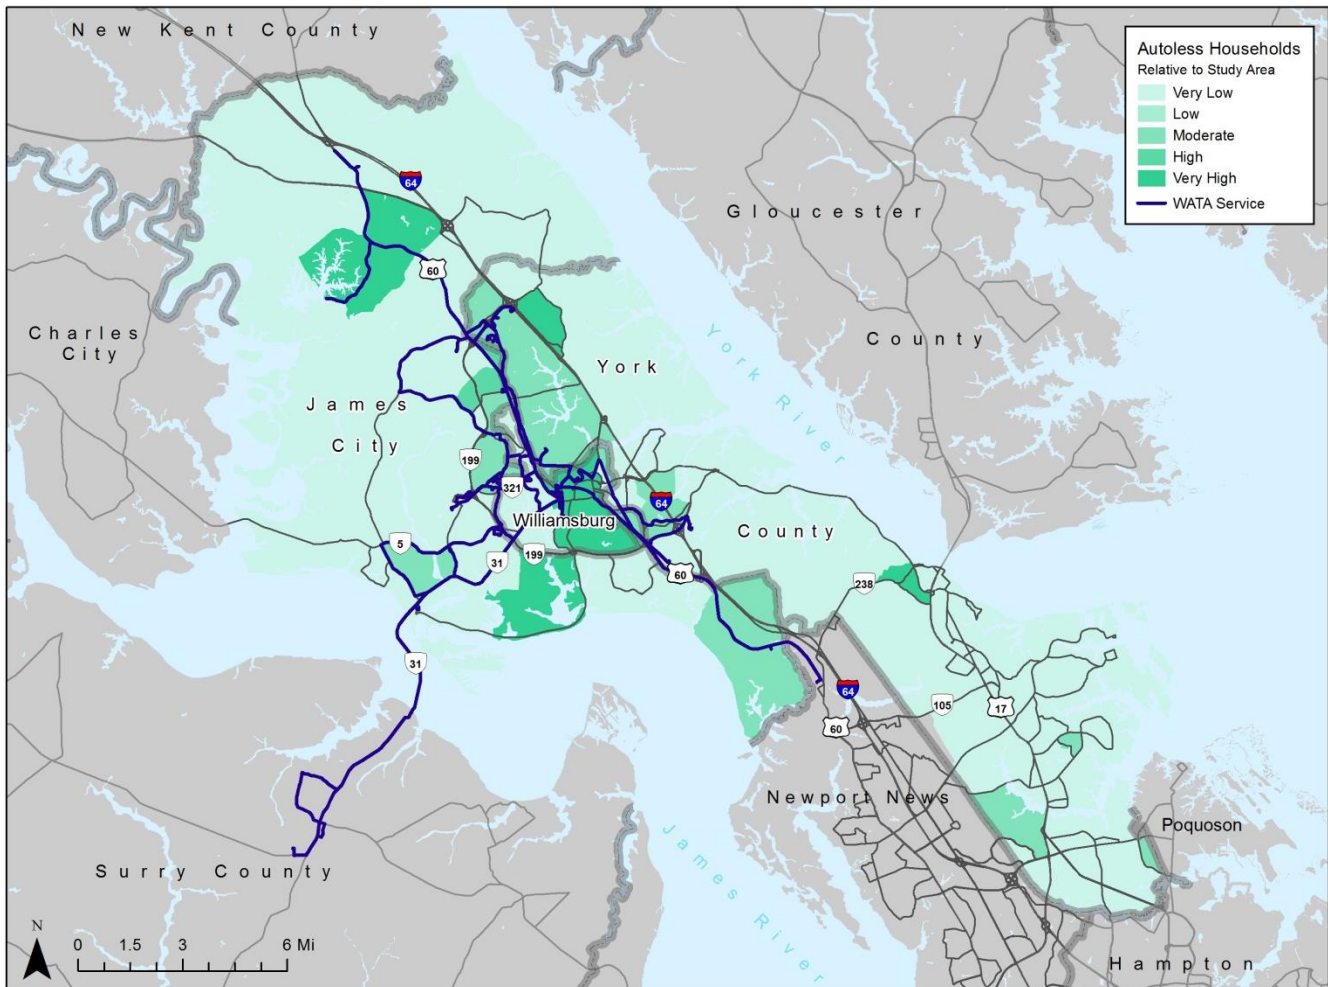 New Kent County
Autoless Households
Relative to Study Area
Very Low
Low
Moderate
High
Very High
WATA Service
64
Gloucester
County
60
Charles
City
York River
York
James
City
199
321
64
Williamsburg
County
5
31
199
60
238
31
64
105
17
60
Newport News
Poquoson
James River
Surry County
N
0 1.5 3 6 Mi
Hampton